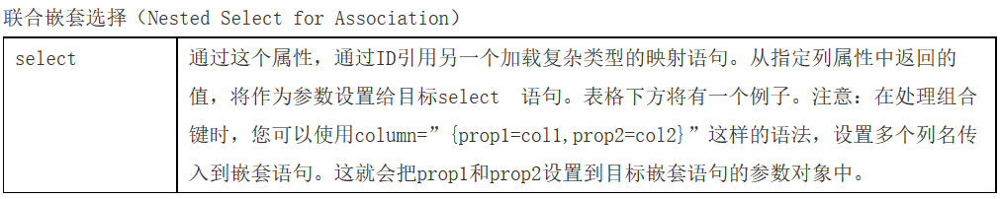 联合嵌套选择（Nested Select for Association）
select
通过这个属性，通过ID引用另一个加载复杂类型的映射语句。从指定列属性中返回的
值，将作为参数设置给目标select 语句。表格下方将有一个例子。注意：在处理组合
键时，您可以使用column=”{prop1=col1,prop2=col2}”这样的语法，设置多个列名传
入到嵌套语句。这就会把prop1和prop2设置到目标嵌套语句的参数对象中。